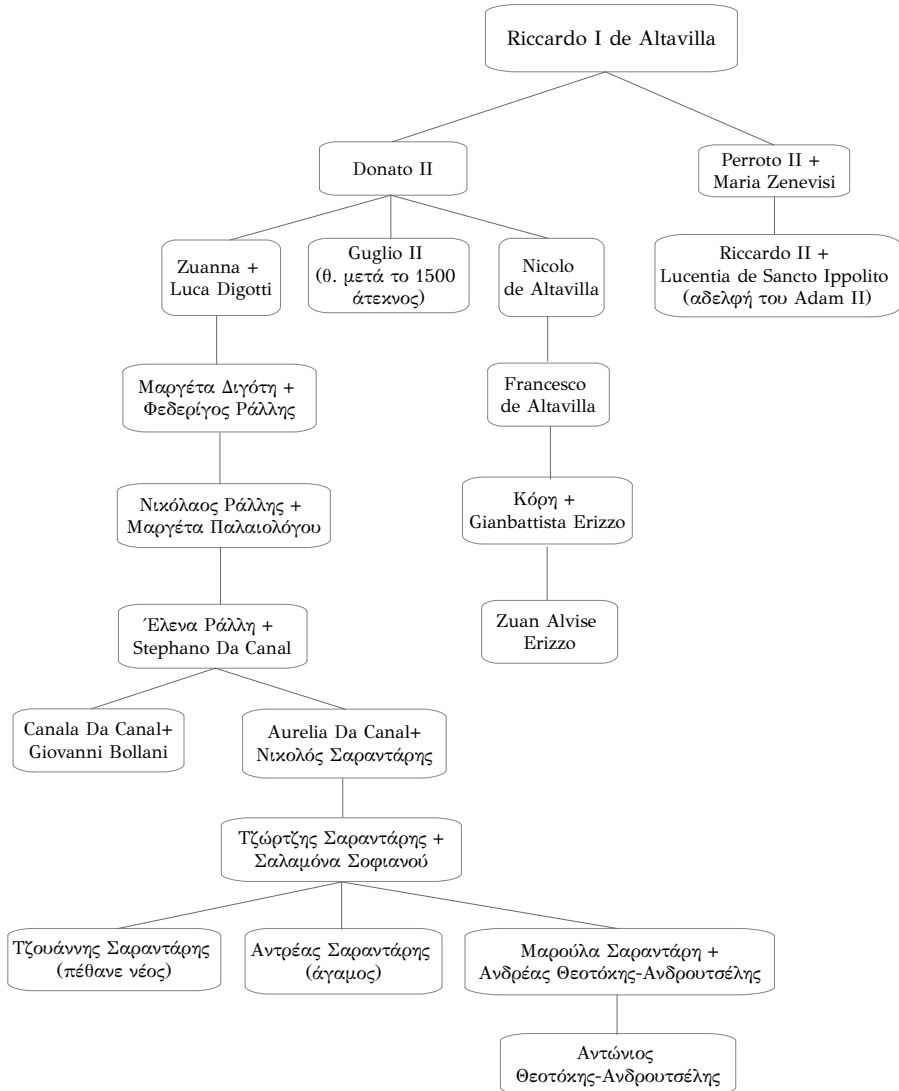 Riccardo I de Altavilla
Donato II
Perroto II +
Maria Zenevisi
Zuanna +
Luca Digotti
Guglio II
(θ. μετά το 1500
άτεκνος)
Nicolo
de Altavilla
Riccardo II +
Lucentia de Sancto Ippolito
(αδελφή του Adam II)
Μαργέτα Διγότη +
Φεδερίγος Ράλλης
Francesco
de Altavilla
Νικόλαος Ράλλης +
Μαργέτα Παλαιολόγου
Κόρη +
Gianbattista Erizzo
Έλενα Ράλλη +
Stephano Da Canal
Zuan Alvise
Erizzo
Canala Da Canal+
Giovanni Bollani
Aurelia Da Canal+
Νικολός Σαραντάρης
Τζώρτζης Σαραντάρης +
Σαλαμόνα Σοφιανού
Τζουάννης Σαραντάρης
(πέθανε νέος)
Αντρέας Σαραντάρης
(άγαμος)
Μαρούλα Σαραντάρη +
Ανδρέας Θεοτόκης-Ανδρουτσέλης
Αντώνιος
Θεοτόκης-Ανδρουτσέλης